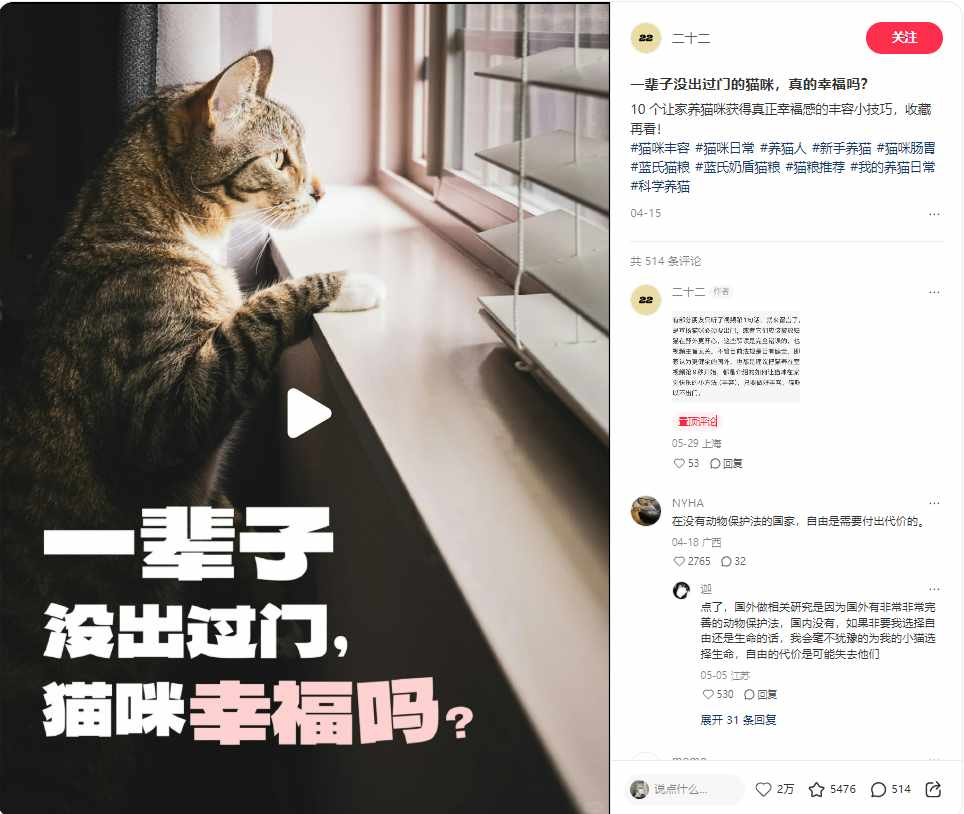 一辈子
没出过门，
猫咪幸福吗？
22
二十二
关注
一辈子没出过门的猫咪，真的幸福吗？
10 个让家养猫咪获得真正幸福感的丰容小技巧，收藏
再看！
#猫咪丰容 #猫咪日常 #养猫人 #新手养猫 #猫咪肠胃
#蓝氏猫粮 #蓝氏奶盾猫粮 #猫粮推荐 #我的养猫日常
#科学养猫
04-15
共 514 条评论
22
二十二 作者
置顶评论
05-29 上海
53 回复
NYHA
在没有动物保护法的国家，自由是需要付出代价的。
04-18 广西
2765 32
迦
点了，国外做相关研究是因为国外有非常非常完
善的动物保护法，国内没有，如果非要我选择自
由还是生命的话，我会毫不犹豫的为我的小猫选
择生命，自由的代价是可能失去他们
05-05 江苏
530 回复
展开 31 条回复
说点什么...
2万 5476 514